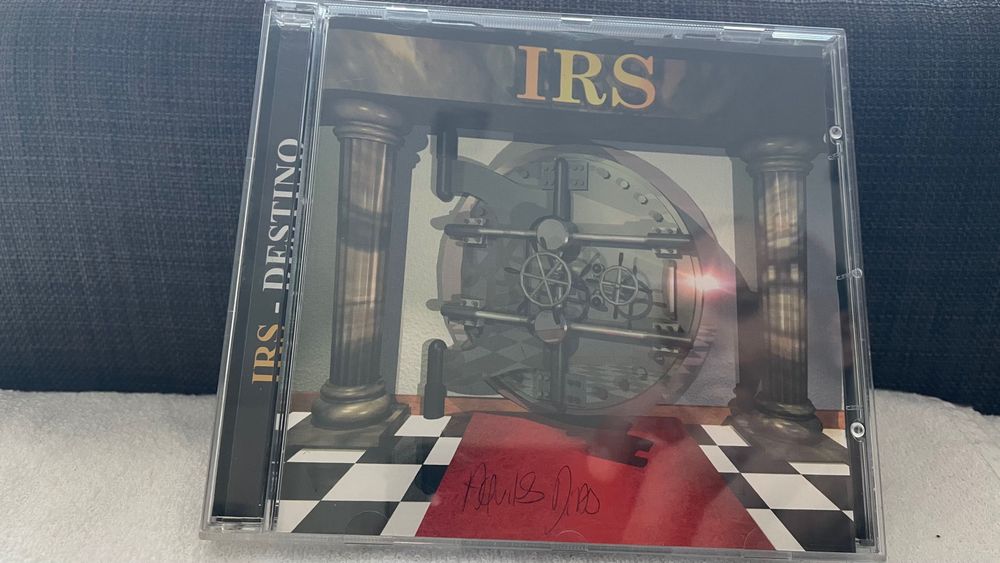 IRS
IRS - DESTINO